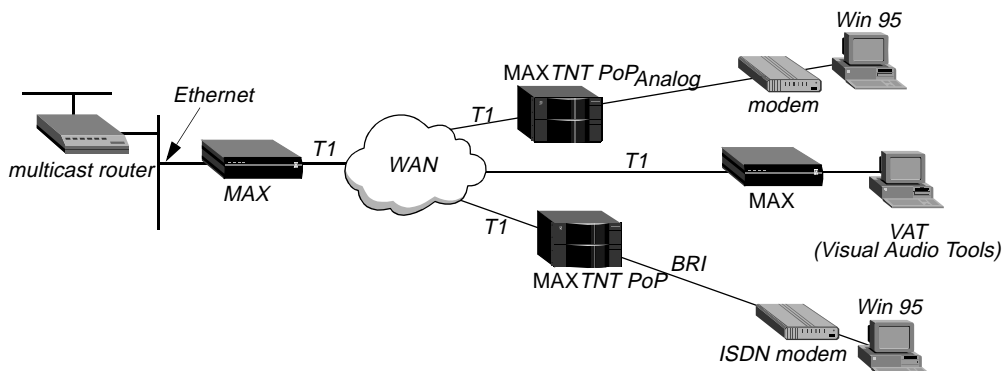 Win 95
MAXTNT PoP
Analog
modem
Ethernet
T1
multicast router
T1
WAN
T1
MAX
MAX
VAT
(Visual Audio Tools)
T1
BRI
MAXTNT PoP
Win 95
ISDN modem